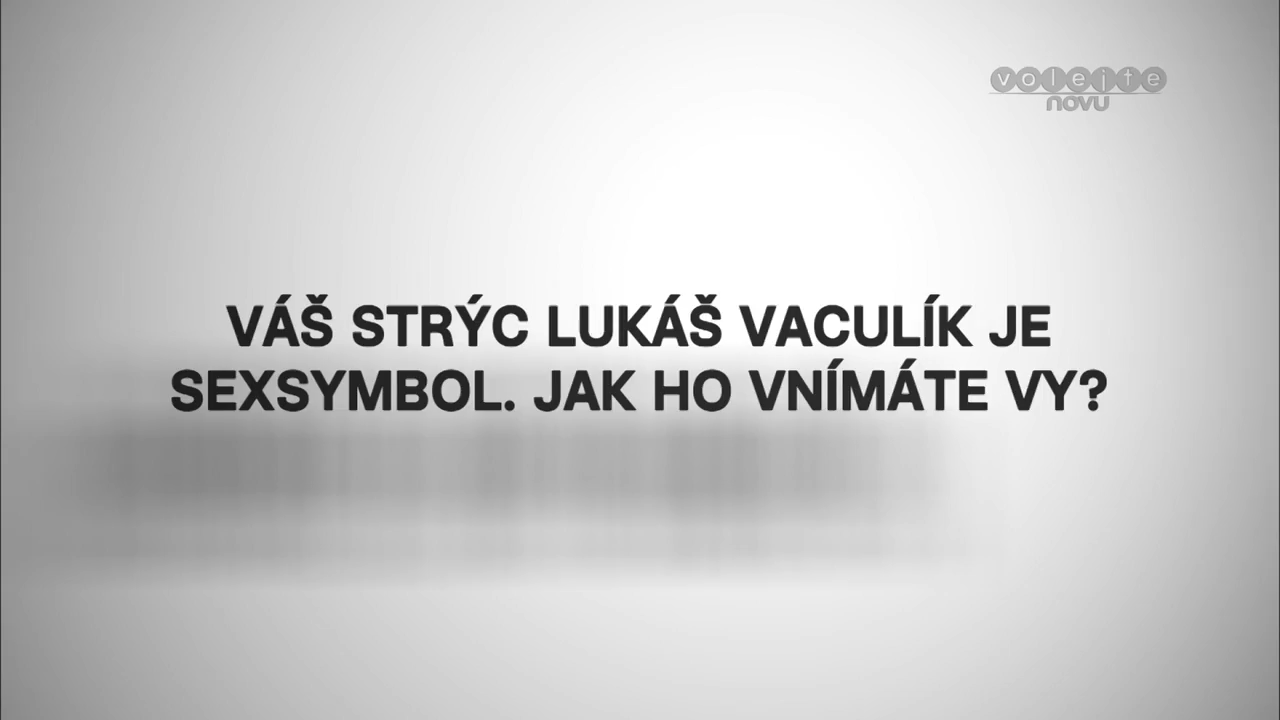 volejte
novu
VÁŠ STRÝC LUKÁŠ VACULÍK JE
SEXSYMBOL. JAK HO VNÍMÁTE VY?